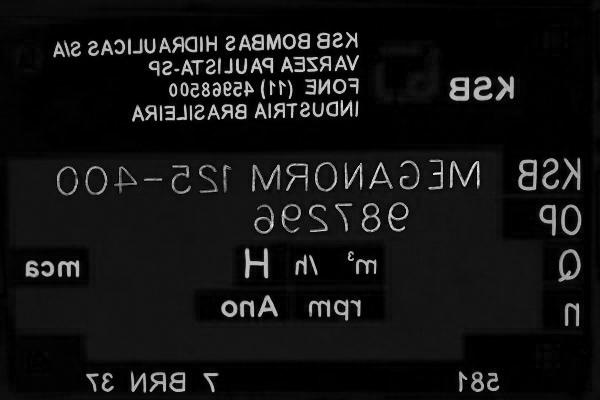 KSB
KSB BOMBAS HIDRAULICAS S/A
VARZEA PAULISTA-SP
FONE (11) 45968500
INDUSTRIA BRASILEIRA
KSB MEGANORM 125-400
OP 987296
Q m³/h H mca
n rpm Ano
581 7 BRN 37